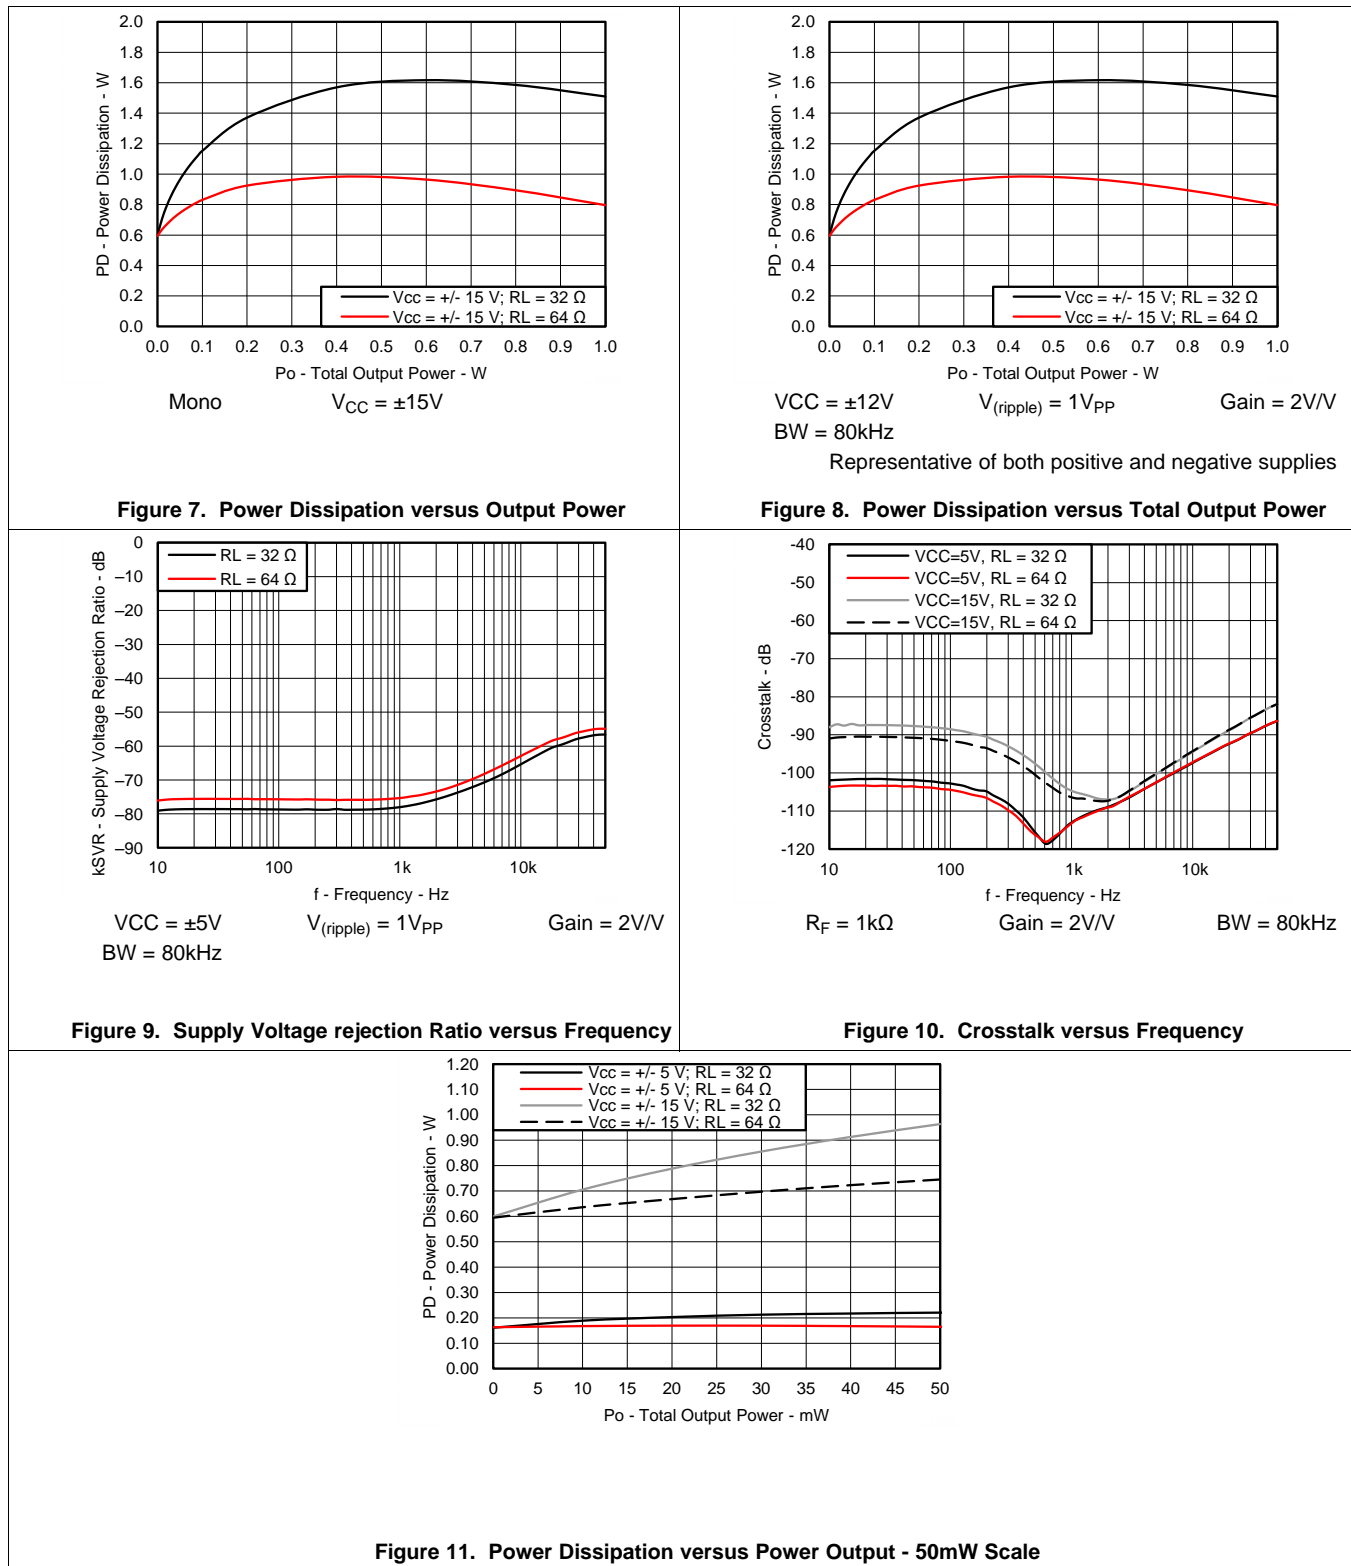 2.0
1.8
1.6
1.4
1.2
1.0
0.8
0.6
0.4
0.2
0.0
PD - Power Dissipation - W
Vcc = +/- 15 V; RL = 32 Ω
Vcc = +/- 15 V; RL = 64 Ω
0.0 0.1 0.2 0.3 0.4 0.5 0.6 0.7 0.8 0.9 1.0
Po - Total Output Power - W
Mono VCC = ±15V
Figure 7. Power Dissipation versus Output Power
2.0
1.8
1.6
1.4
1.2
1.0
0.8
0.6
0.4
0.2
0.0
PD - Power Dissipation - W
Vcc = +/- 15 V; RL = 32 Ω
Vcc = +/- 15 V; RL = 64 Ω
0.0 0.1 0.2 0.3 0.4 0.5 0.6 0.7 0.8 0.9 1.0
Po - Total Output Power - W
VCC = ±12V V(ripple) = 1VPP Gain = 2V/V
BW = 80kHz
Representative of both positive and negative supplies
Figure 8. Power Dissipation versus Total Output Power
0
–10
–20
–30
–40
–50
–60
–70
–80
–90
kSVR - Supply Voltage Rejection Ratio - dB
RL = 32 Ω
RL = 64 Ω
10 100 1k 10k
f - Frequency - Hz
VCC = ±5V V(ripple) = 1VPP Gain = 2V/V
BW = 80kHz
Figure 9. Supply Voltage rejection Ratio versus Frequency
-40
-50
-60
-70
-80
-90
-100
-110
-120
Crosstalk - dB
VCC=5V, RL = 32 Ω
VCC=5V, RL = 64 Ω
VCC=15V, RL = 32 Ω
VCC=15V, RL = 64 Ω
10 100 1k 10k
f - Frequency - Hz
RF = 1kΩ Gain = 2V/V BW = 80kHz
Figure 10. Crosstalk versus Frequency
1.20
1.10
1.00
0.90
0.80
0.70
0.60
0.50
0.40
0.30
0.20
0.10
0.00
PD - Power Dissipation - W
Vcc = +/- 5 V; RL = 32 Ω
Vcc = +/- 5 V; RL = 64 Ω
Vcc = +/- 15 V; RL = 32 Ω
Vcc = +/- 15 V; RL = 64 Ω
0 5 10 15 20 25 30 35 40 45 50
Po - Total Output Power - mW
Figure 11. Power Dissipation versus Power Output - 50mW Scale